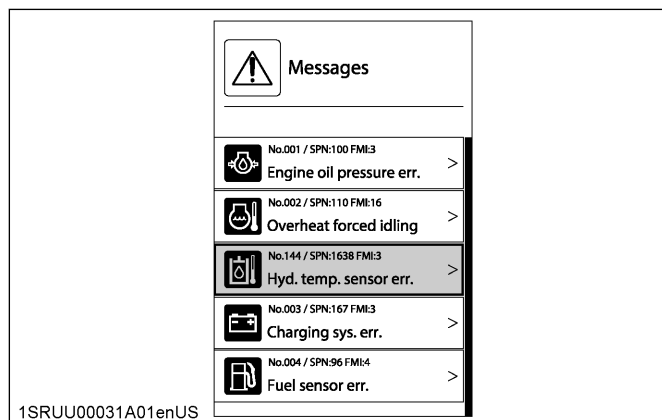 Messages
No.001 / SPN:100 FMI:3
Engine oil pressure err.
>
No.002 / SPN:110 FMI:16
Overheat forced idling
>
No.144 / SPN:1638 FMI:3
Hyd. temp. sensor err.
>
No.003 / SPN:167 FMI:3
Charging sys. err.
>
No.004 / SPN:96 FMI:4
Fuel sensor err.
>
1SRUU00031A01enUS